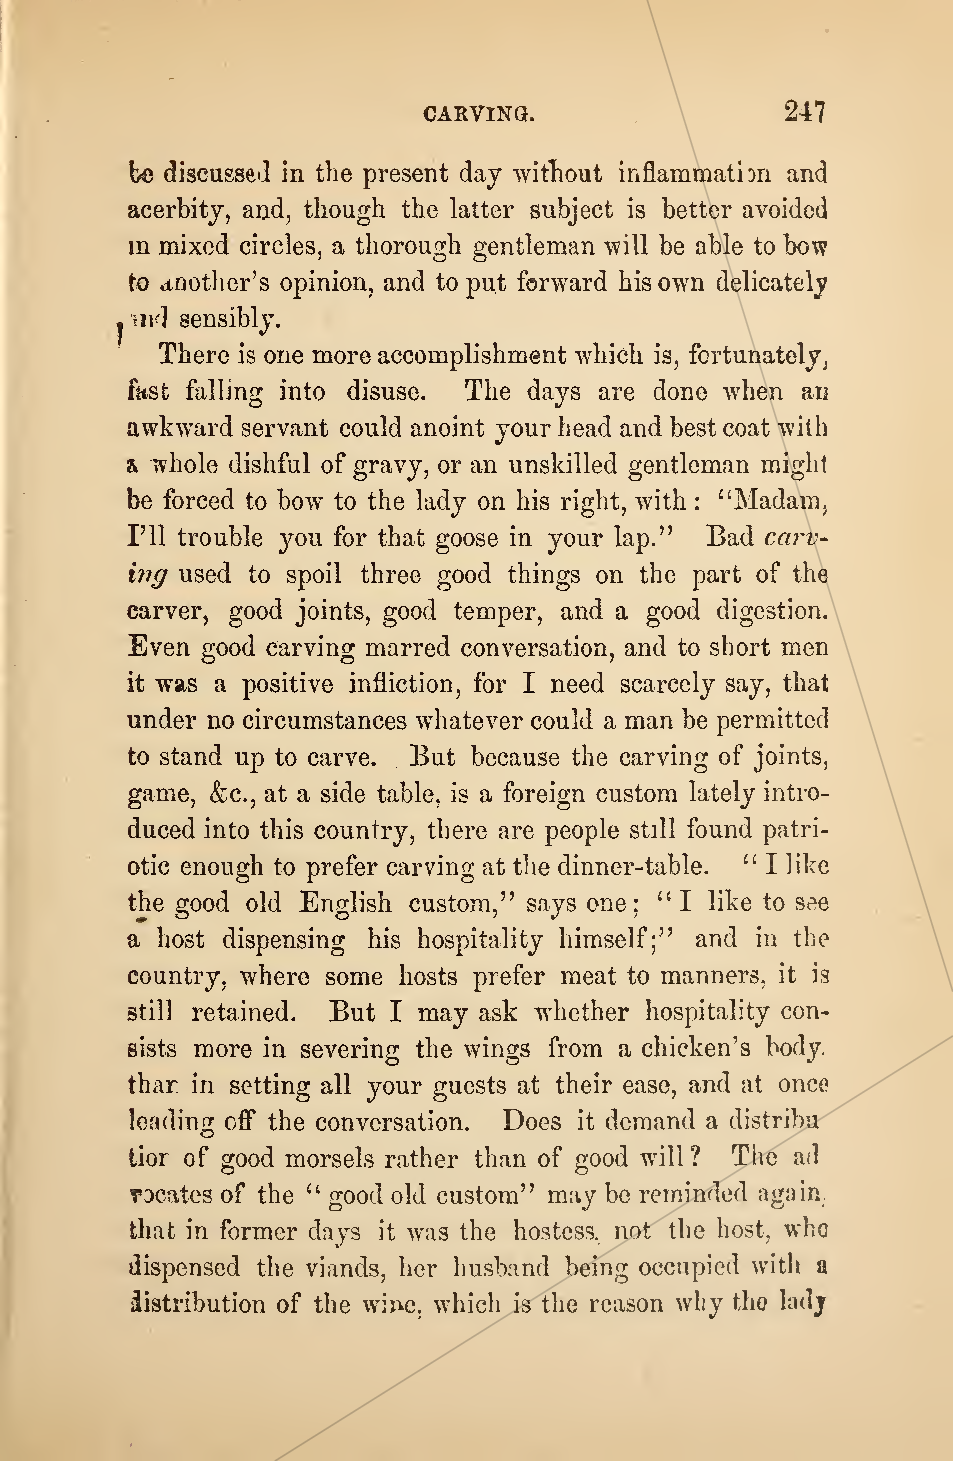 CARVING. 247
be discussed in the present day without inflammation and
acerbity, and, though the latter subject is better avoided
in mixed circles, a thorough gentleman will be able to bow
to another's opinion, and to put forward his own delicately
and sensibly.
There is one more accomplishment which is, fortunately,
fast falling into disuse. The days are done when an
awkward servant could anoint your head and best coat with
a whole dishful of gravy, or an unskilled gentleman might
be forced to bow to the lady on his right, with: “Madam,
I'll trouble you for that goose in your lap.” Bad carv-
ing used to spoil three good things on the part of the
carver, good joints, good temper, and a good digestion.
Even good carving marred conversation, and to short men
it was a positive infliction, for I need scarcely say, that
under no circumstances whatever could a man be permitted
to stand up to carve. But because the carving of joints,
game, &c., at a side table, is a foreign custom lately intro-
duced into this country, there are people still found patri-
otic enough to prefer carving at the dinner-table. “I like
the good old English custom,” says one; “I like to see
a host dispensing his hospitality himself;” and in the
country, where some hosts prefer meat to manners, it is
still retained. But I may ask whether hospitality con-
sists more in severing the wings from a chicken's body,
than in setting all your guests at their ease, and at once
leading off the conversation. Does it demand a distribu
tion of good morsels rather than of good will? The ad
vocates of the “good old custom” may be reminded again,
that in former days it was the hostess, not the host, who
dispensed the viands, her husband being occupied with a
distribution of the wine, which is the reason why the lady